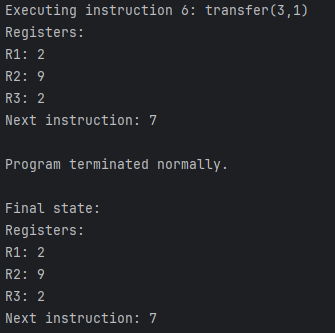 Executing instruction 6: transfer(3,1)
Registers:
R1: 2
R2: 9
R3: 2
Next instruction: 7
Program terminated normally.
Final state:
Registers:
R1: 2
R2: 9
R3: 2
Next instruction: 7